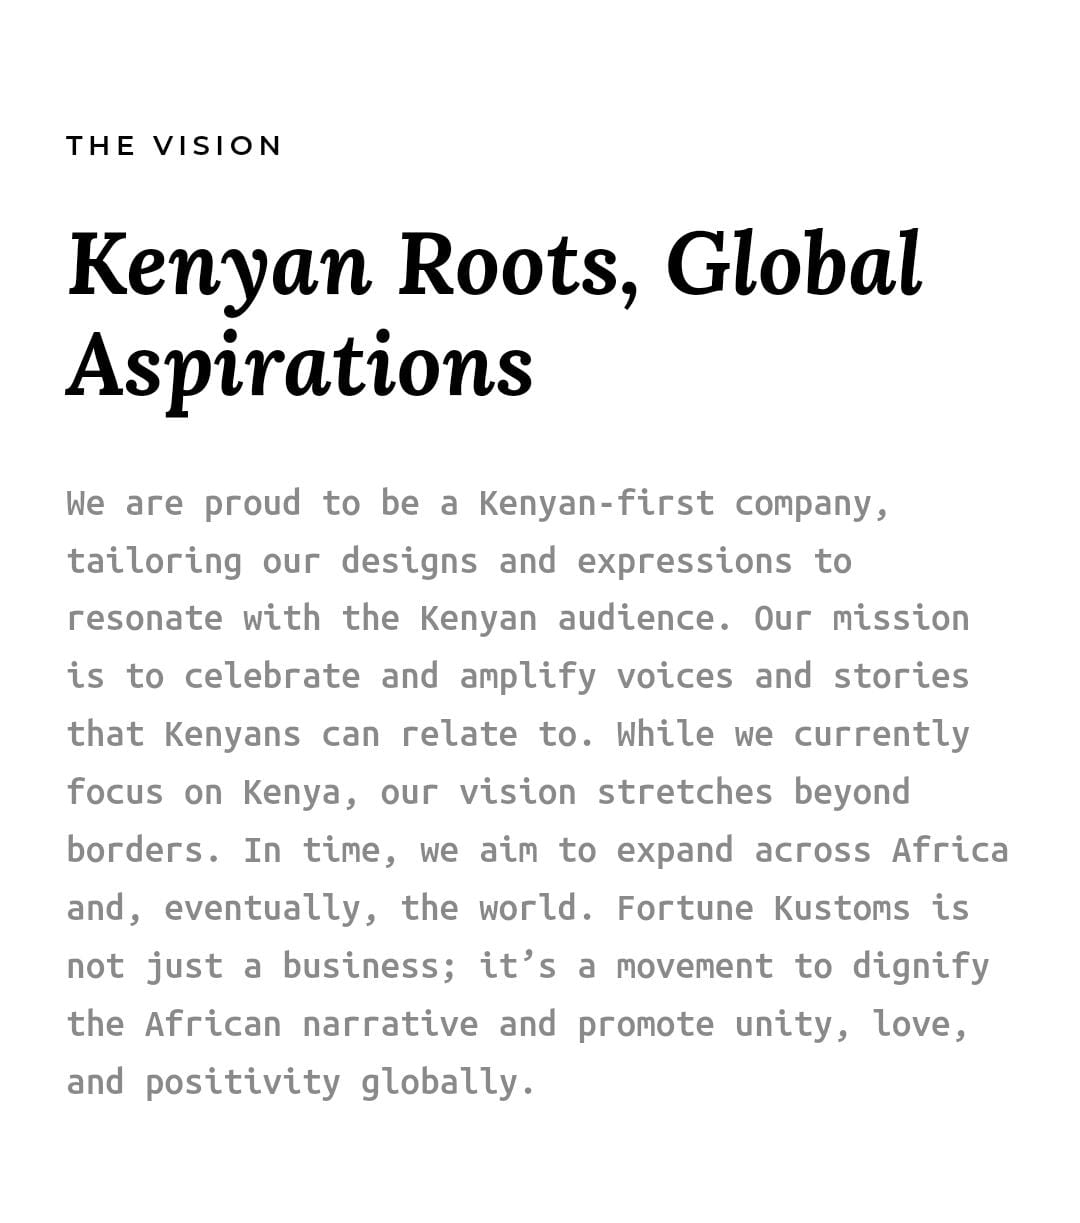 THE VISION
Kenyan Roots, Global
Aspirations
We are proud to be a Kenyan-first company,
tailoring our designs and expressions to
resonate with the Kenyan audience. Our mission
is to celebrate and amplify voices and stories
that Kenyans can relate to. While we currently
focus on Kenya, our vision stretches beyond
borders. In time, we aim to expand across Africa
and, eventually, the world. Fortune Kustoms is
not just a business; it’s a movement to dignify
the African narrative and promote unity, love,
and positivity globally.